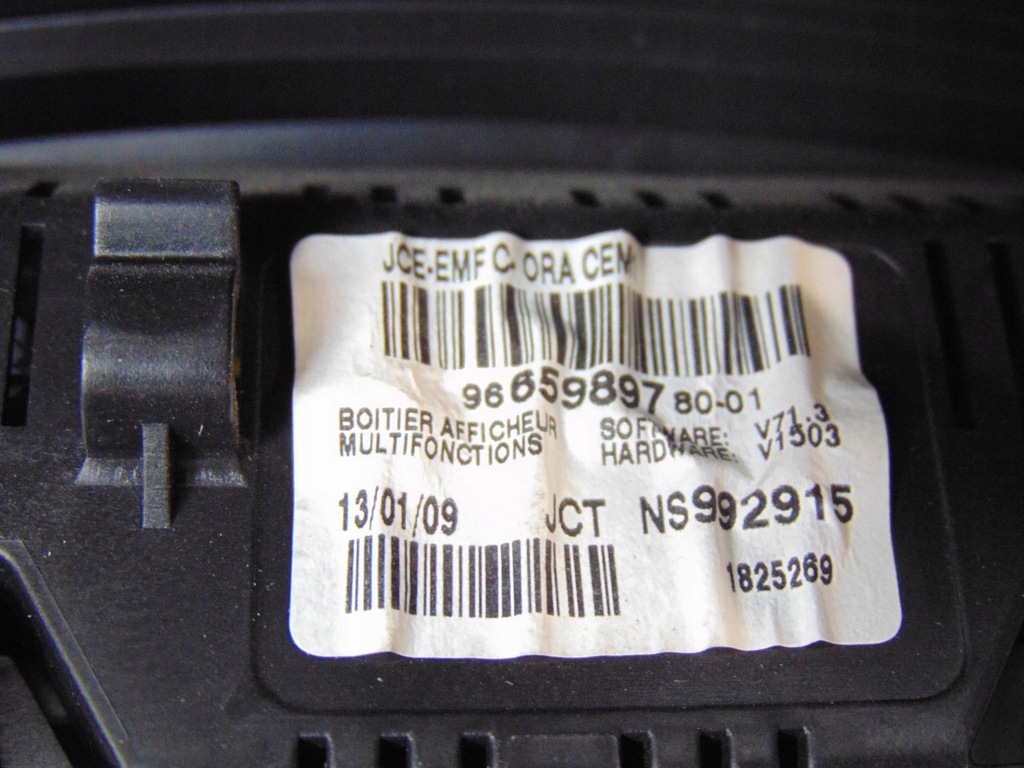 JCE-EMF C ORA CEM
9665989780-01
BOITIER AFFICHEUR
MULTIFONCTIONS
SOFTWARE: V71.3
HARDWARE: V1503
13/01/09 JCT NS992915
1825269